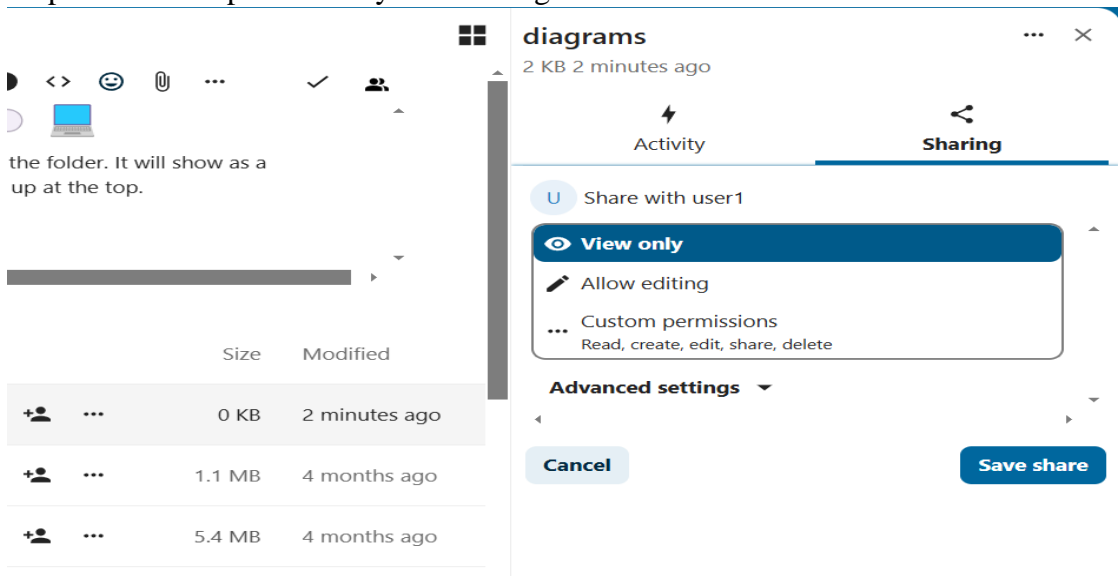 diagrams
2 KB 2 minutes ago
Activity
Sharing
the folder. It will show as a
up at the top.
U Share with user1
View only
Allow editing
Custom permissions
Read, create, edit, share, delete
Advanced settings
Size Modified
0 KB 2 minutes ago
1.1 MB 4 months ago
5.4 MB 4 months ago
Cancel
Save share